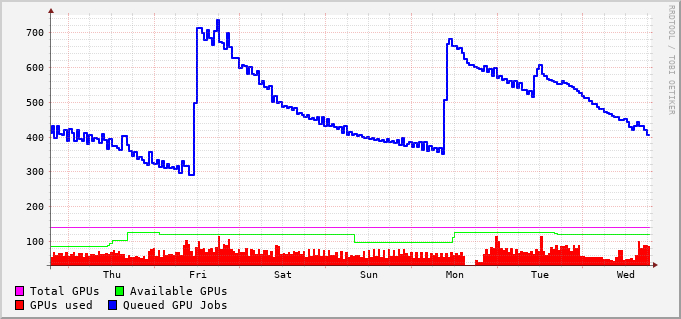 700
600
500
400
300
200
100
Thu Fri Sat Sun Mon Tue Wed
Total GPUs Available GPUs
GPUs used Queued GPU Jobs
RRDTOOL / TOBI OETIKER